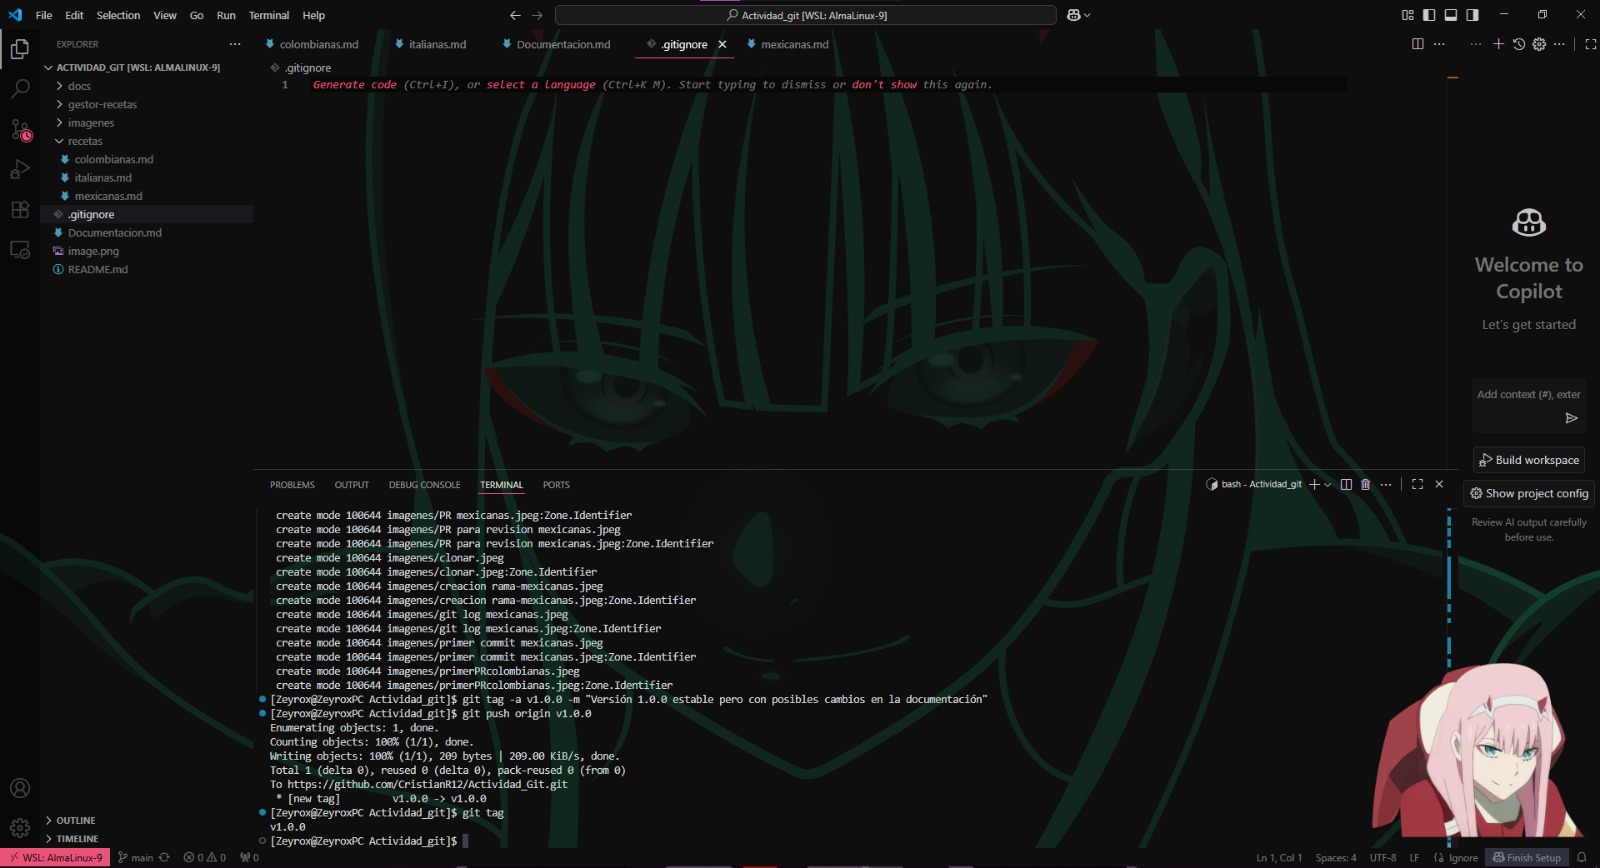 File Edit Selection View Go Run Terminal Help
Actividad_git [WSL: AlmaLinux-9]
EXPLORER
ACTIVIDAD_GIT [WSL: ALMALINUX-9]
docs
gestor-recetas
imagenes
recetas
colombianas.md
italianas.md
mexicanas.md
.gitignore
Documentacion.md
image.png
README.md
OUTLINE
TIMELINE
colombianas.md italianas.md Documentacion.md .gitignore mexicanas.md
.gitignore
1 Generate code (Ctrl+I), or select a language (Ctrl+K M). Start typing to dismiss or don't show this again.
PROBLEMS OUTPUT DEBUG CONSOLE TERMINAL PORTS
bash - Actividad_git
create mode 100644 imagenes/PR mexicanas.jpeg:Zone.Identifier
create mode 100644 imagenes/PR para revision mexicanas.jpeg
create mode 100644 imagenes/PR para revision mexicanas.jpeg:Zone.Identifier
create mode 100644 imagenes/clonar.jpeg
create mode 100644 imagenes/clonar.jpeg:Zone.Identifier
create mode 100644 imagenes/creacion rama-mexicanas.jpeg
create mode 100644 imagenes/creacion rama-mexicanas.jpeg:Zone.Identifier
create mode 100644 imagenes/git log mexicanas.jpeg
create mode 100644 imagenes/git log mexicanas.jpeg:Zone.Identifier
create mode 100644 imagenes/primer commit mexicanas.jpeg
create mode 100644 imagenes/primer commit mexicanas.jpeg:Zone.Identifier
create mode 100644 imagenes/primerPRcolombianas.jpeg
create mode 100644 imagenes/primerPRcolombianas.jpeg:Zone.Identifier
[Zeyrox@ZeyroxPC Actividad_git]$ git tag -a v1.0.0 -m "Versión 1.0.0 estable pero con posibles cambios en la documentación"
[Zeyrox@ZeyroxPC Actividad_git]$ git push origin v1.0.0
Enumerating objects: 1, done.
Counting objects: 100% (1/1), done.
Writing objects: 100% (1/1), 209 bytes | 209.00 KiB/s, done.
Total 1 (delta 0), reused 0 (delta 0), pack-reused 0 (from 0)
To https://github.com/CristianR12/Actividad_Git.git
* [new tag] v1.0.0 -> v1.0.0
[Zeyrox@ZeyroxPC Actividad_git]$ git tag
v1.0.0
[Zeyrox@ZeyroxPC Actividad_git]$
Welcome to
Copilot
Let's get started
Add context (#), exter
Build workspace
Show project config
Review AI output carefully
before use.
WSL: AlmaLinux-9 main 0 0 0
Ln 1, Col 1 Spaces: 4 UTF-8 LF Ignore Finish Setup